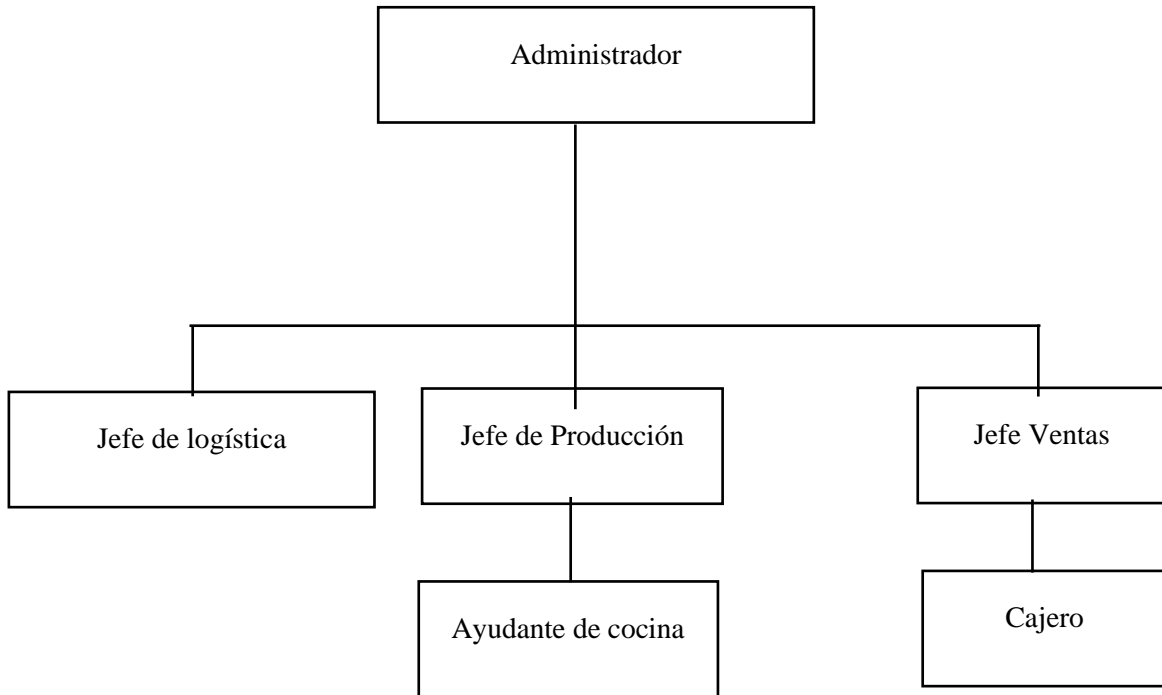 Administrador
Jefe de logística
Jefe de Producción
Jefe Ventas
Ayudante de cocina
Cajero